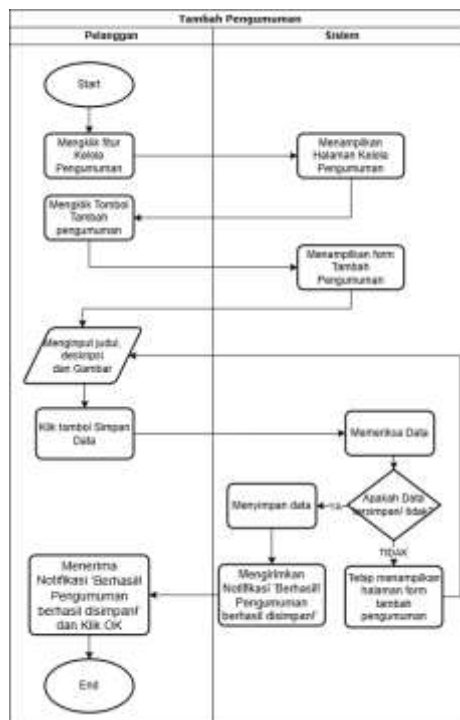 Tambah Pengumuman
Pelanggan
Sistem
Start
Mengklik fitur
Kelola
Pengumuman
Menampilkan
Halaman Kelola
Pengumuman
Mengklik Tombol
Tambah
pengumuman
Menampilkan form
Tambah
Pengumuman
Menginput judul,
deskripsi
dan Gambar
Klik tombol Simpan
Data
Memeriksa Data
Apakah Data
tersimpan/ tidak?
YA
Menyimpan data
TIDAK
Menerima
Notifikasi 'Berhasil!
Pengumuman
berhasil disimpan!'
dan Klik OK
Mengirimkan
Notifikasi 'Berhasil!
Pengumuman
berhasil disimpan!'
Tetap menampilkan
halaman form
tambah
pengumuman
End